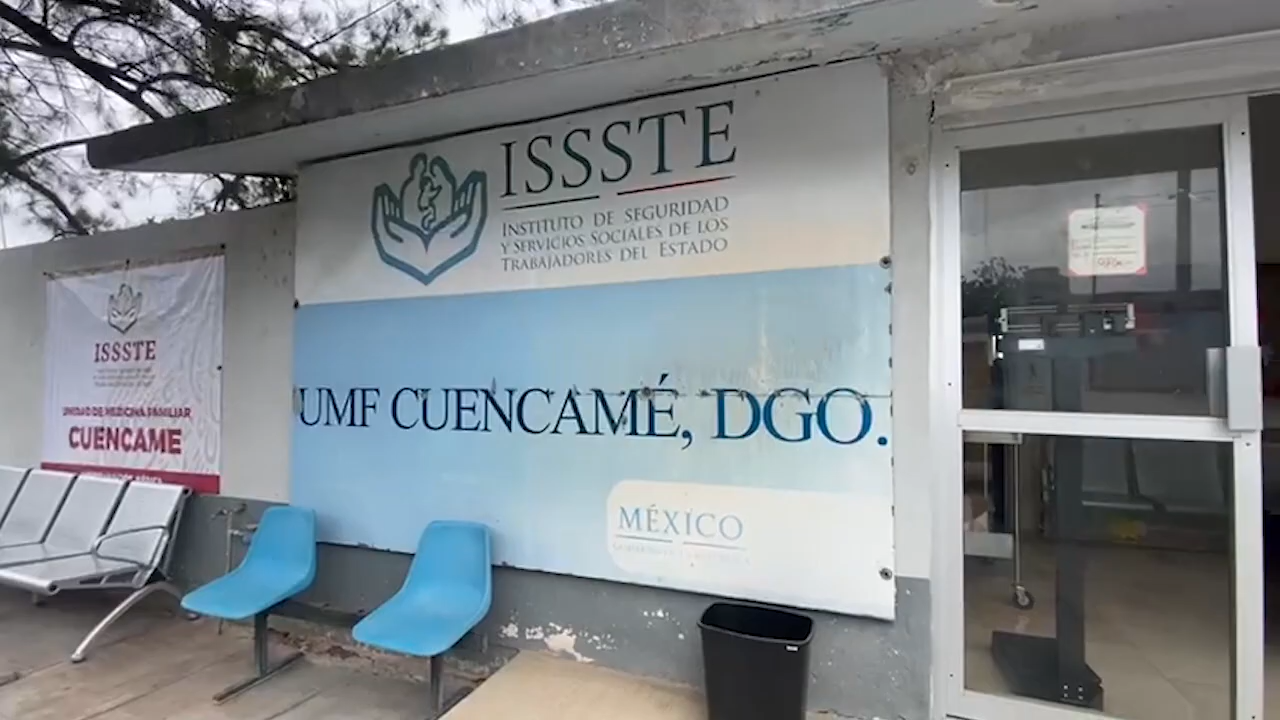 ISSSTE
INSTITUTO DE SEGURIDAD
Y SERVICIOS SOCIALES DE LOS
TRABAJADORES DEL ESTADO
UMF CUENCAMÉ, DGO.
MÉXICO
ISSSTE
UNIDAD DE MEDICINA FAMILIAR
CUENCAME